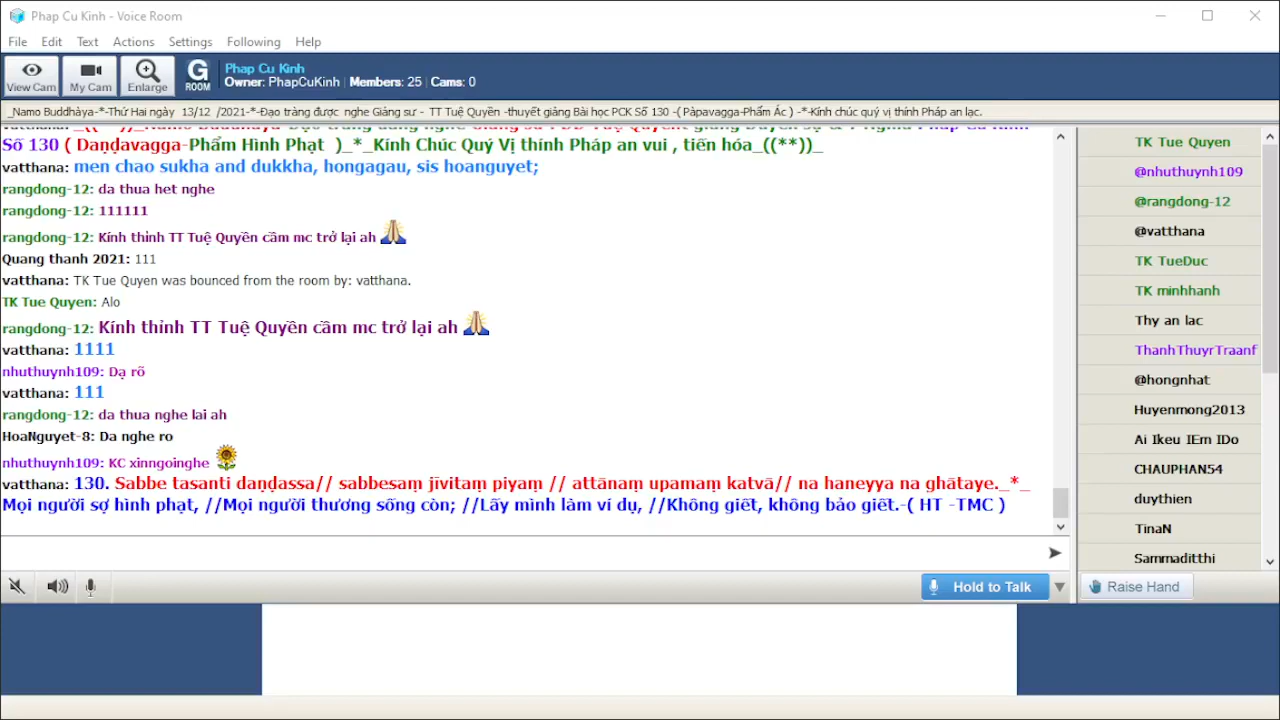 Phap Cu Kinh - Voice Room
File Edit Text Actions Settings Following Help
View Cam My Cam Enlarge G ROOM
Phap Cu Kinh
Owner: PhapCuKinh Members: 25 Cams: 0
_Namo Buddhàya-*-Thứ Hai ngày 13/12 /2021-*-Đạo tràng được nghe Giảng sư - TT Tuệ Quyền -thuyết giảng Bài học PCK Số 130 -( Pàpavagga-Phẩm Ác ) -*-Kính chúc quý vị thính Pháp an lạc.
Số 130 ( Daṇḍavagga-Phẩm Hình Phạt )_*_Kính Chúc Quý Vị thính Pháp an vui , tiến hóa_((**))_
vatthana: men chao sukha and dukkha, hongagau, sis hoanguyet;
rangdong-12: da thua het nghe
rangdong-12: 111111
rangdong-12: Kính thỉnh TT Tuệ Quyền cầm mc trở lại ah
Quang thanh 2021: 111
vatthana: TK Tue Quyen was bounced from the room by: vatthana.
TK Tue Quyen: Alo
rangdong-12: Kính thỉnh TT Tuệ Quyền cầm mc trở lại ah
vatthana: 1111
nhuthuynh109: Dạ rõ
vatthana: 111
rangdong-12: da thua nghe lai ah
HoaNguyet-8: Da nghe ro
nhuthuynh109: KC xinngoinghe
vatthana: 130. Sabbe tasanti daṇḍassa// sabbesaṃ jīvitaṃ piyaṃ // attānaṃ upamaṃ katvā// na haneyya na ghātaye._*_
Mọi người sợ hình phạt, //Mọi người thương sống còn; //Lấy mình làm ví dụ, //Không giết, không bảo giết.-( HT -TMC )
Hold to Talk
TK Tue Quyen
@nhuthuynh109
@rangdong-12
@vatthana
TK TueDuc
TK minhhanh
Thy an lac
ThanhThuyrTraanf
@hongnhat
Huyenmong2013
Ai Ikeu IEm IDo
CHAUPHAN54
duythien
TinaN
Sammaditthi
Raise Hand